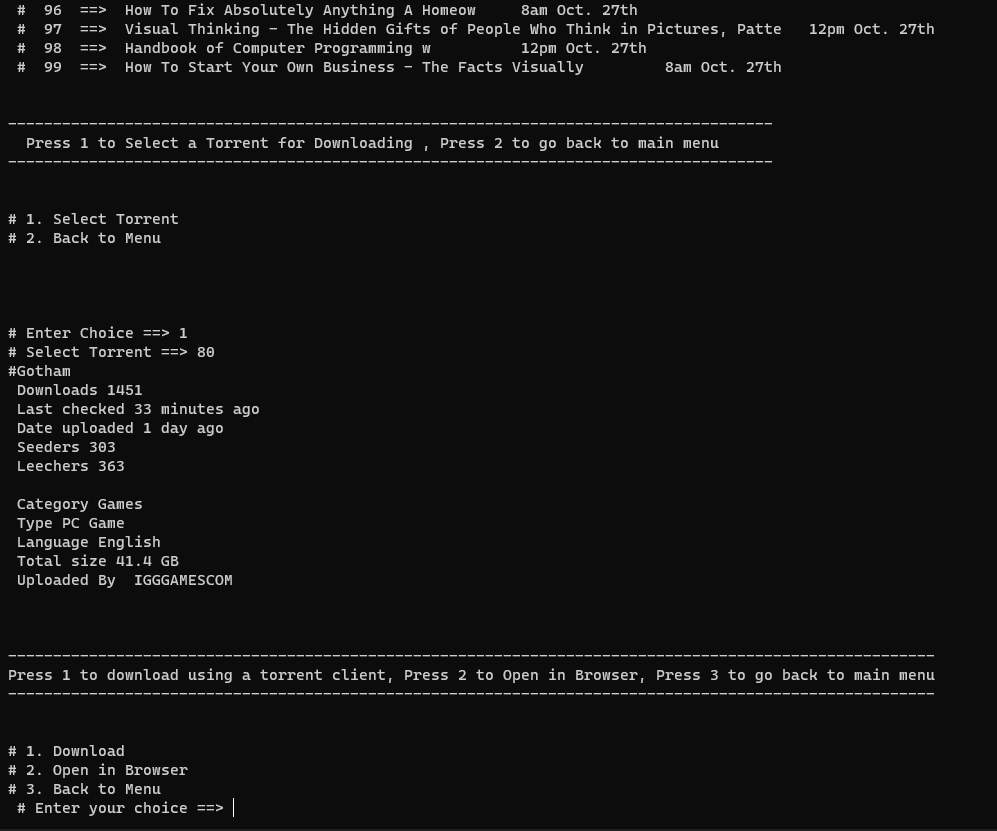 #  96  ==>  How To Fix Absolutely Anything A Homeow     8am Oct. 27th
#  97  ==>  Visual Thinking - The Hidden Gifts of People Who Think in Pictures, Patte   12pm Oct. 27th
#  98  ==>  Handbook of Computer Programming w          12pm Oct. 27th
#  99  ==>  How To Start Your Own Business - The Facts Visually         8am Oct. 27th
-------------------------------------------------------------------------------------
Press 1 to Select a Torrent for Downloading , Press 2 to go back to main menu
-------------------------------------------------------------------------------------
# 1. Select Torrent
# 2. Back to Menu
# Enter Choice ==> 1
# Select Torrent ==> 80
#Gotham
Downloads 1451
Last checked 33 minutes ago
Date uploaded 1 day ago
Seeders 303
Leechers 363
Category Games
Type PC Game
Language English
Total size 41.4 GB
Uploaded By  IGGGAMESCOM
-------------------------------------------------------------------------------------------------------
Press 1 to download using a torrent client, Press 2 to Open in Browser, Press 3 to go back to main menu
-------------------------------------------------------------------------------------------------------
# 1. Download
# 2. Open in Browser
# 3. Back to Menu
# Enter your choice ==>